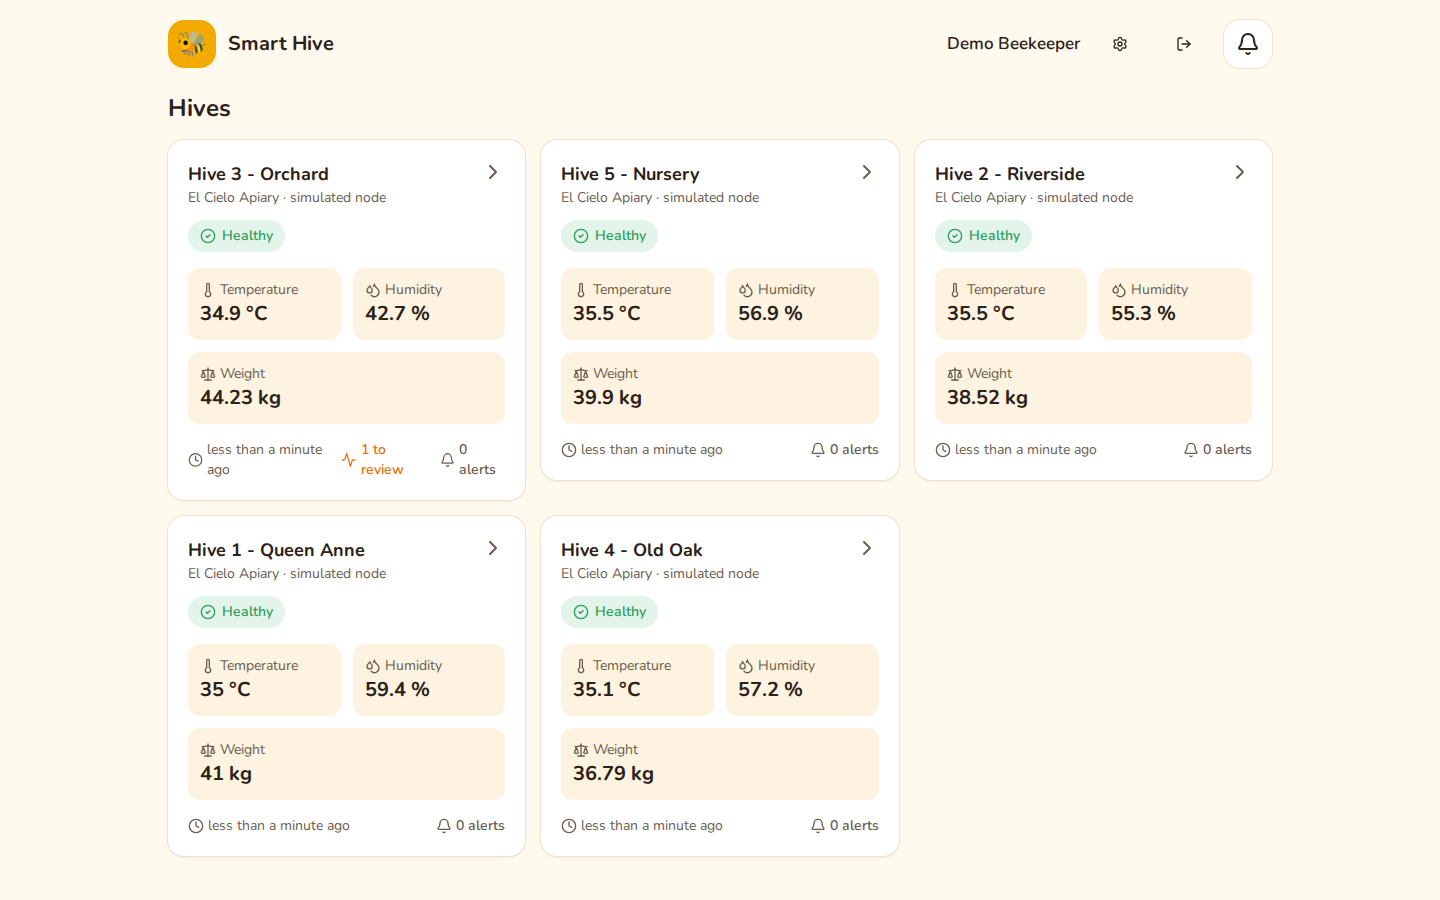 Smart Hive
Demo Beekeeper
Hives
Hive 3 - Orchard
El Cielo Apiary · simulated node
Healthy
Temperature
34.9 °C
Humidity
42.7 %
Weight
44.23 kg
less than a minute
ago
1 to
review
0
alerts
Hive 5 - Nursery
El Cielo Apiary · simulated node
Healthy
Temperature
35.5 °C
Humidity
56.9 %
Weight
39.9 kg
less than a minute ago
0 alerts
Hive 2 - Riverside
El Cielo Apiary · simulated node
Healthy
Temperature
35.5 °C
Humidity
55.3 %
Weight
38.52 kg
less than a minute ago
0 alerts
Hive 1 - Queen Anne
El Cielo Apiary · simulated node
Healthy
Temperature
35 °C
Humidity
59.4 %
Weight
41 kg
less than a minute ago
0 alerts
Hive 4 - Old Oak
El Cielo Apiary · simulated node
Healthy
Temperature
35.1 °C
Humidity
57.2 %
Weight
36.79 kg
less than a minute ago
0 alerts